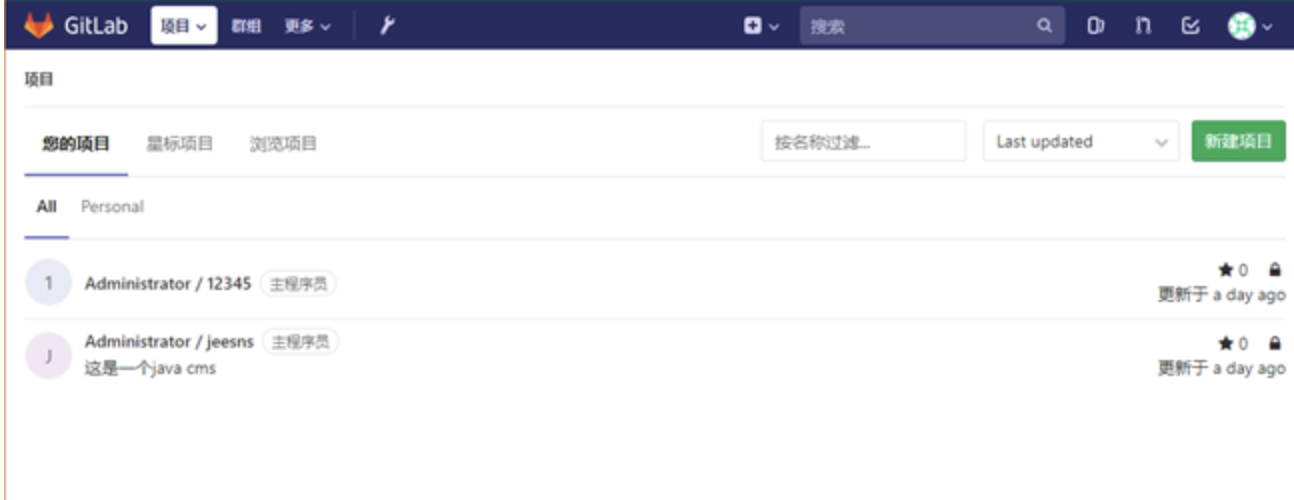 GitLab 项目 群组 更多 搜索
项目
您的项目 星标项目 浏览项目 按名称过滤... Last updated 新建项目
All Personal
1 Administrator / 12345 主程序员 0
更新于 a day ago
J Administrator / jeesns 主程序员 0
这是一个java cms 更新于 a day ago